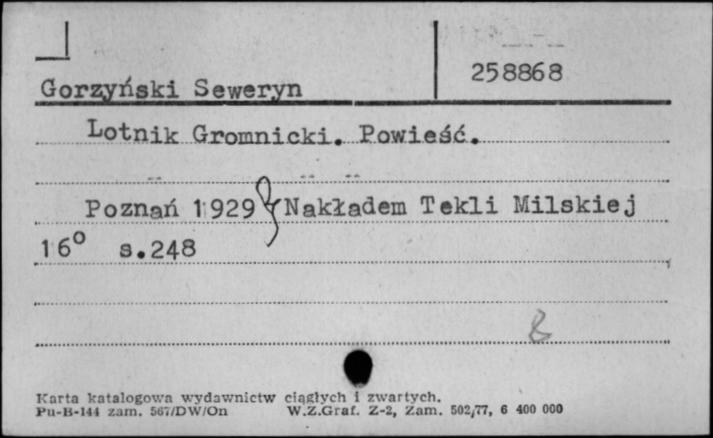 258868
Gorzyński Seweryn
Lotnik Gromnicki. Powieść.
Poznań 1929 Nakładem Tekli Milskiej
16° s.248
8
Karta katalogowa wydawnictw ciągłych i zwartych.
Pu-B-144 zam. 567/DW/On W.Z.Graf. Z-2, Zam. 502/77, 6 400 000